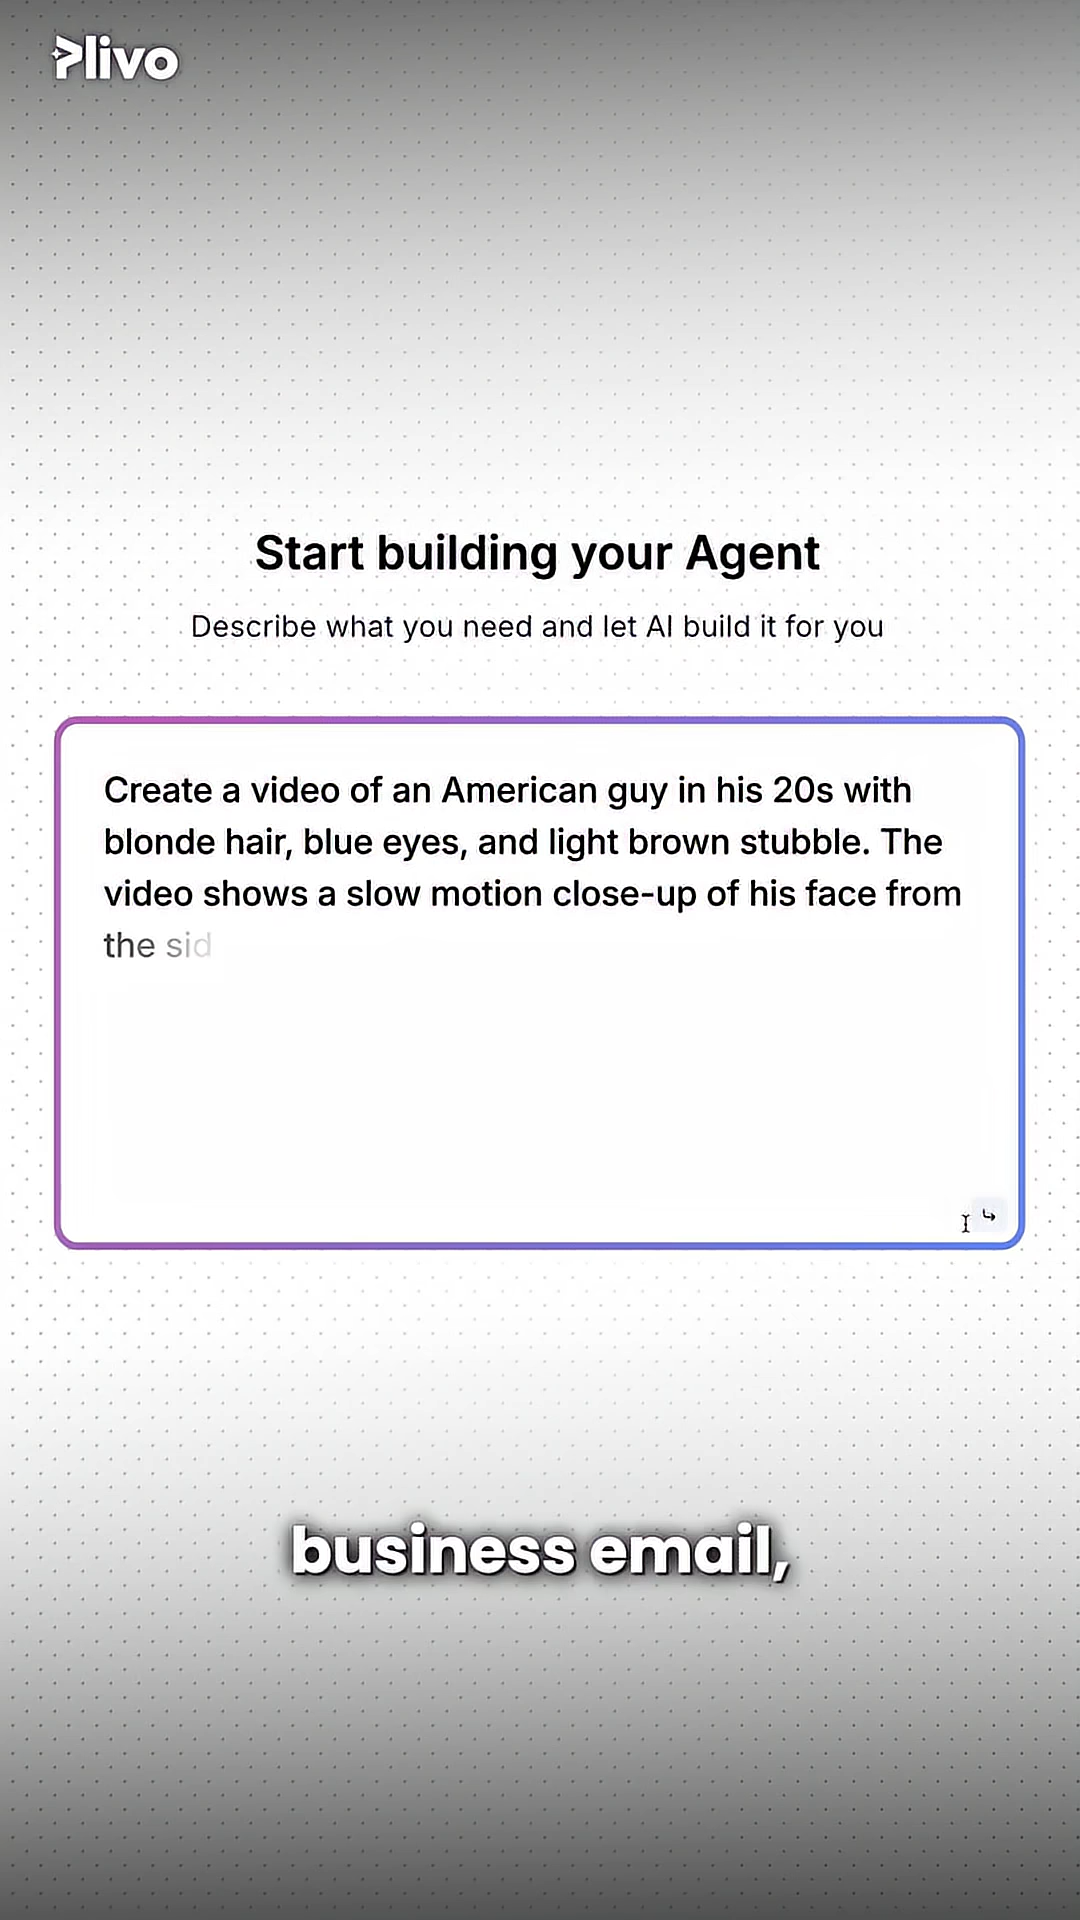 Plivo
Start building your Agent
Describe what you need and let AI build it for you
Create a video of an American guy in his 20s with
blonde hair, blue eyes, and light brown stubble. The
video shows a slow motion close-up of his face from
the sid
business email,